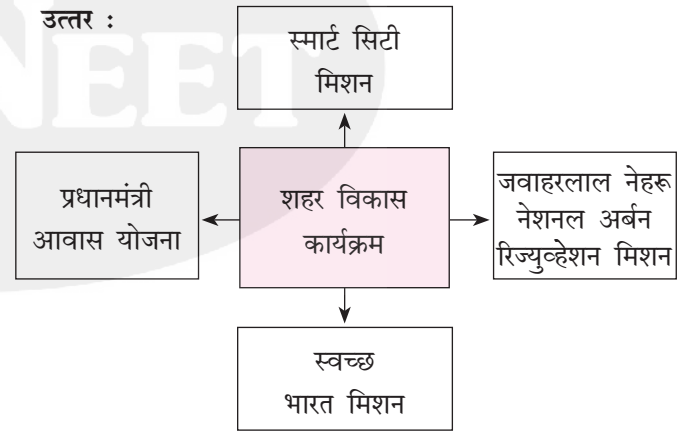 उत्तर :
स्मार्ट सिटी
मिशन
प्रधानमंत्री
आवास योजना
शहर विकास
कार्यक्रम
जवाहरलाल नेहरू
नेशनल अर्बन
रिज्युव्हेशन मिशन
स्वच्छ
भारत मिशन
NEET